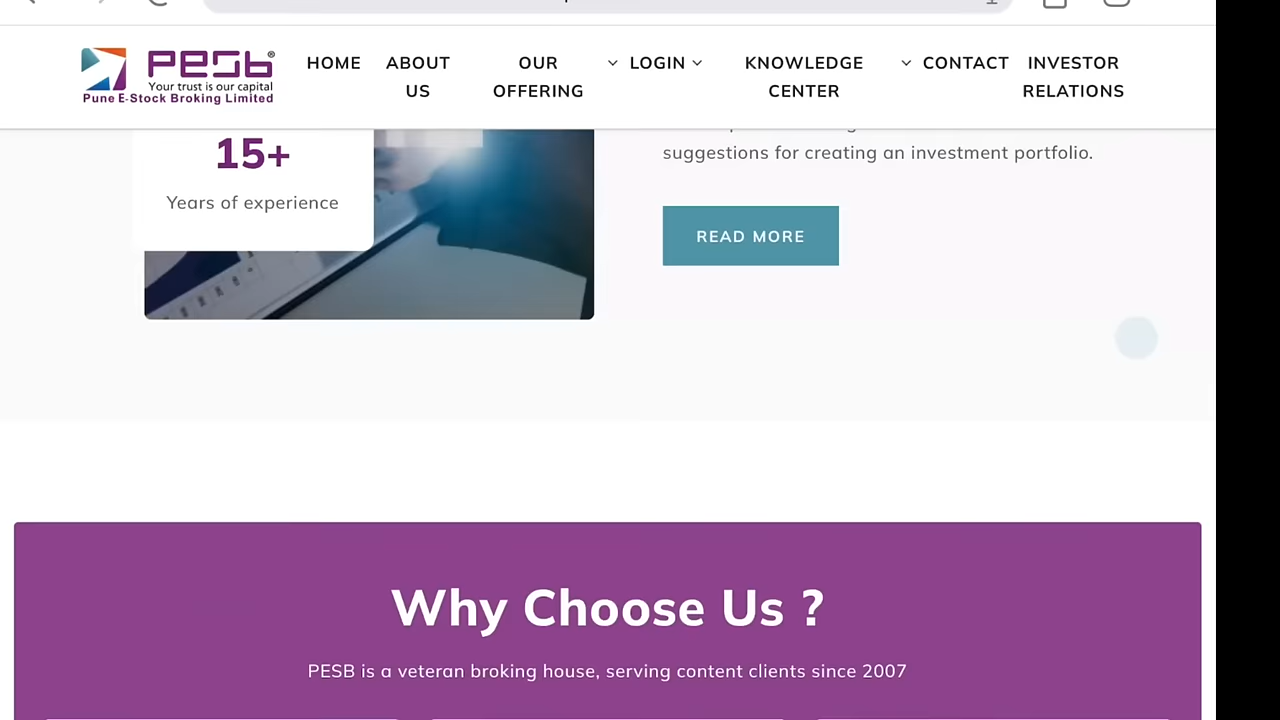 PESb®
Your trust is our capital
Pune E-Stock Broking Limited
HOME
ABOUT
US
OUR
OFFERING
LOGIN
KNOWLEDGE
CENTER
CONTACT
INVESTOR
RELATIONS
15+
Years of experience
suggestions for creating an investment portfolio.
READ MORE
Why Choose Us ?
PESB is a veteran broking house, serving content clients since 2007